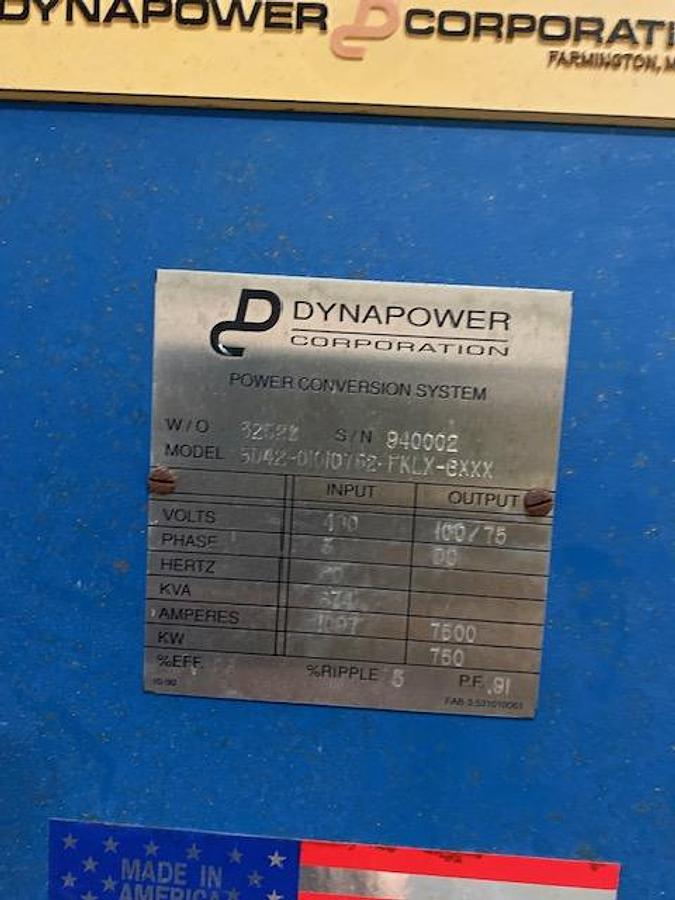 DYNAPOWER CORPORATI
FARMINGTON, M
DYNAPOWER
CORPORATION
POWER CONVERSION SYSTEM
W/O S/N 940002
MODEL
INPUT OUTPUT
VOLTS 100/75
PHASE
HERTZ
KVA
AMPERES 7500
KW 750
%EFF. %RIPPLE 5 P.F. .91
MADE IN
AMERICA